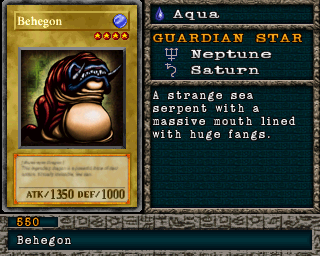 Behegon
Aqua
GUARDIAN STAR
Neptune
Saturn
A strange sea
serpent with a
massive mouth lined
with huge fangs.
ATK/1350 DEF/1000
550
Behegon